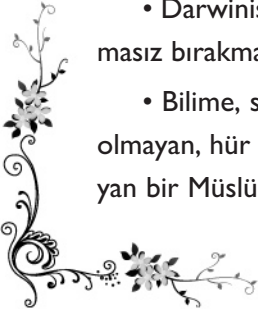 • Darwinis
masız bırakma
• Bilime, s
olmayan, hür
yan bir Müslü